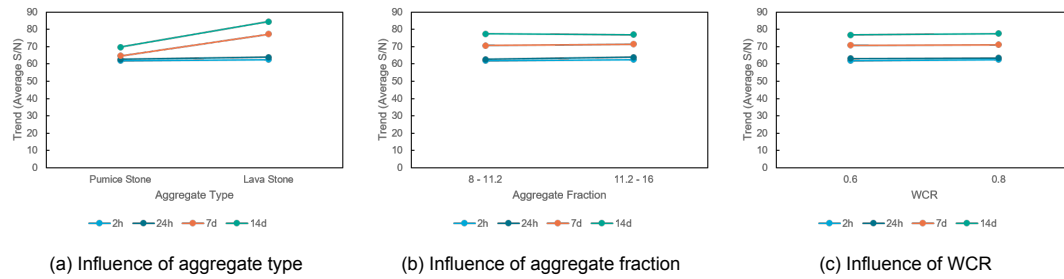 90
80
70
60
50
40
30
20
10
0
Trend (Average S/N)
Pumice Stone Lava Stone
Aggregate Type
2h 24h 7d 14d
(a) Influence of aggregate type
90
80
70
60
50
40
30
20
10
0
Trend (Average S/N)
8 - 11.2 11.2 - 16
Aggregate Fraction
2h 24h 7d 14d
(b) Influence of aggregate fraction
90
80
70
60
50
40
30
20
10
0
Trend (Average S/N)
0.6 0.8
WCR
2h 24h 7d 14d
(c) Influence of WCR